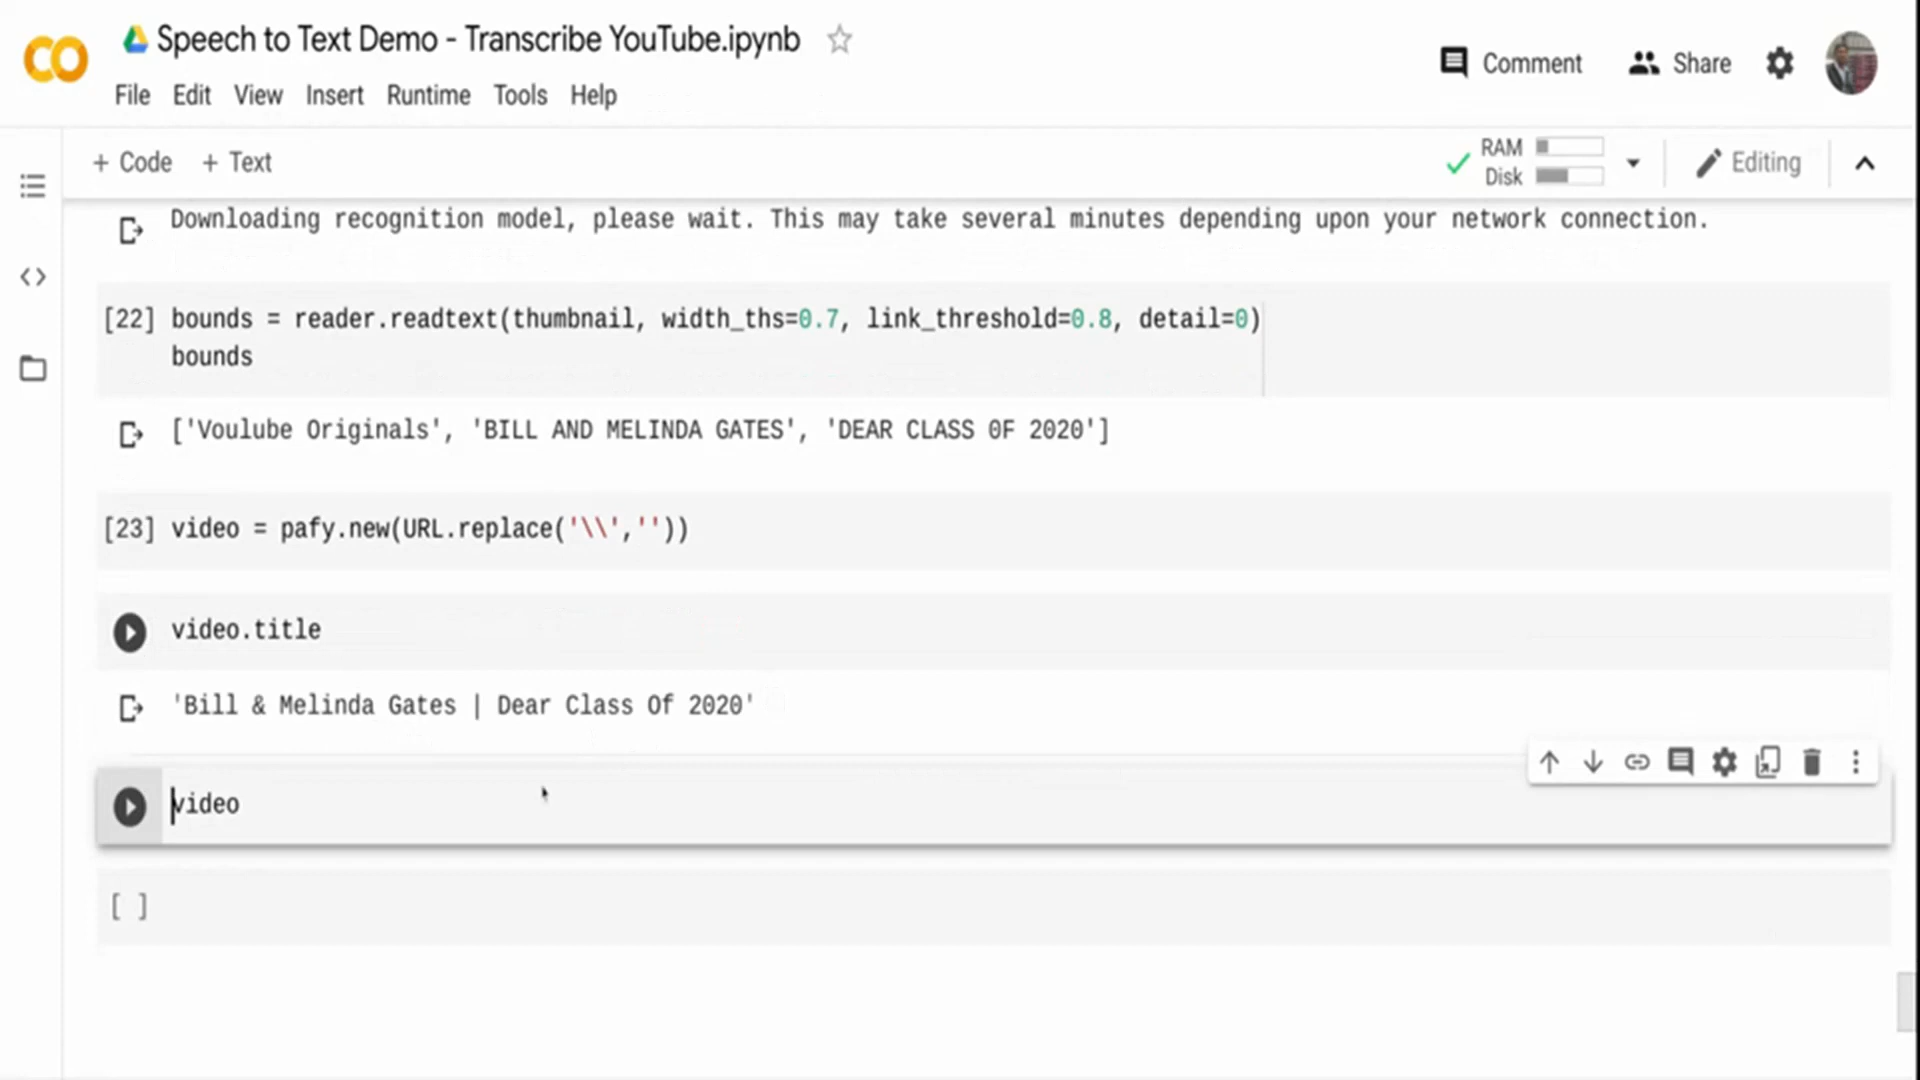 Speech to Text Demo - Transcribe YouTube.ipynb
Comment Share
File Edit View Insert Runtime Tools Help
+ Code + Text
RAM
Disk
Editing
Downloading recognition model, please wait. This may take several minutes depending upon your network connection.
[22] bounds = reader.readtext(thumbnail, width_ths=0.7, link_threshold=0.8, detail=0)
bounds
['Voulube Originals', 'BILL AND MELINDA GATES', 'DEAR CLASS 0F 2020']
[23] video = pafy.new(URL.replace('\\',''))
video.title
'Bill & Melinda Gates | Dear Class Of 2020'
video
[ ]